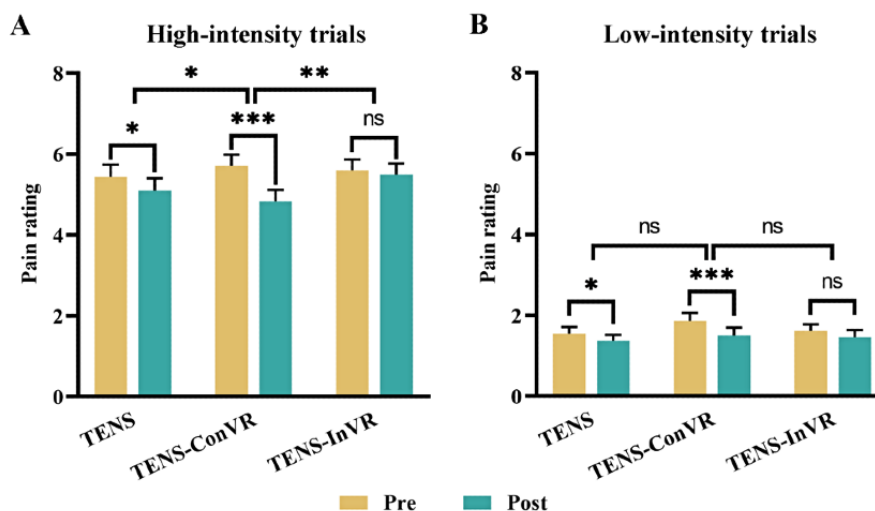 A
High-intensity trials
Pain rating
8
6
4
2
0
*
**
*
***
ns
TENS
TENS-ConVR
TENS-InVR
B
Low-intensity trials
Pain rating
8
6
4
2
0
ns
ns
*
***
ns
TENS
TENS-ConVR
TENS-InVR
Pre
Post